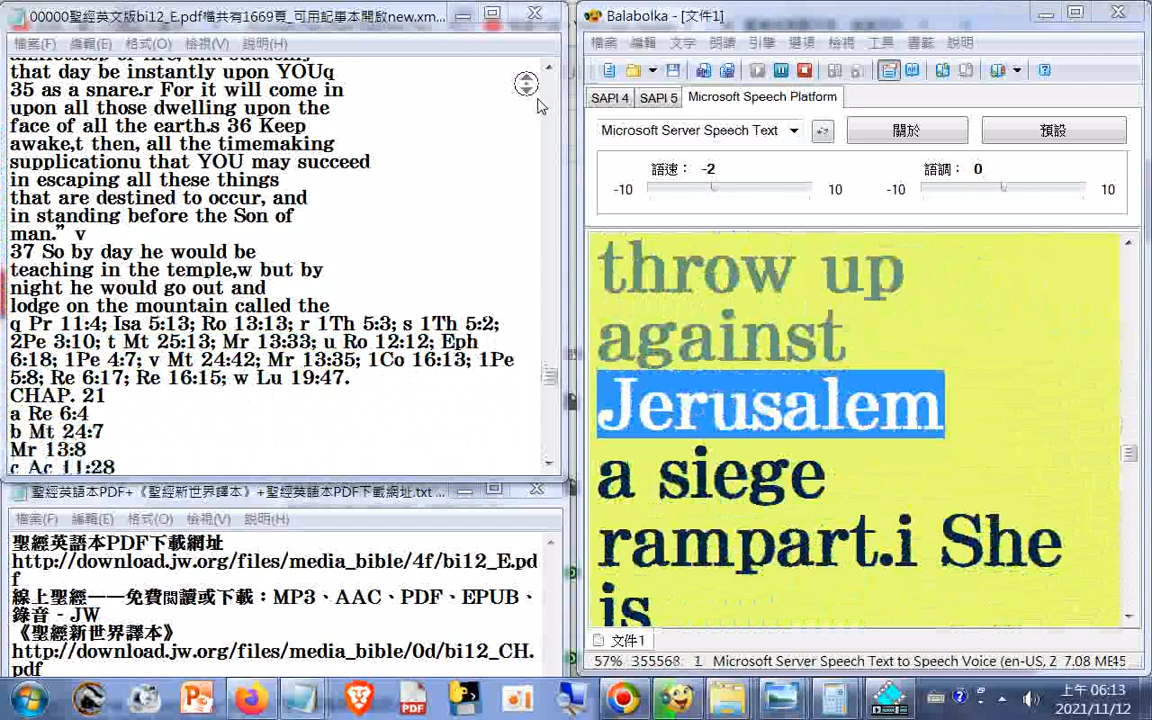 00000聖經英文版bi12_E.pdf檔共有1669頁_可用記事本開啟new.xm...
檔案(F) 編輯(E) 格式(O) 檢視(V) 說明(H)
that day be instantly upon YOUq
35 as a snare.r For it will come in
upon all those dwelling upon the
face of all the earth.s 36 Keep
awake,t then, all the timemaking
supplicationu that YOU may succeed
in escaping all these things
that are destined to occur, and
in standing before the Son of
man.” v
37 So by day he would be
teaching in the temple,w but by
night he would go out and
lodge on the mountain called the
q Pr 11:4; Isa 5:13; Ro 13:13; r 1Th 5:3; s 1Th 5:2;
2Pe 3:10; t Mt 25:13; Mr 13:33; u Ro 12:12; Eph
6:18; 1Pe 4:7; v Mt 24:42; Mr 13:35; 1Co 16:13; 1Pe
5:8; Re 6:17; Re 16:15; w Lu 19:47.
CHAP. 21
a Re 6:4
b Mt 24:7
Mr 13:8
c Ac 11:28
聖經英語本PDF+《聖經新世界譯本》+聖經英語本PDF下載網址.txt ...
檔案(F) 編輯(E) 格式(O) 檢視(V) 說明(H)
聖經英語本PDF下載網址
http://download.jw.org/files/media_bible/4f/bi12_E.pd
f
線上聖經——免費閱讀或下載：MP3、AAC、PDF、EPUB、
錄音 - JW
《聖經新世界譯本》
http://download.jw.org/files/media_bible/0d/bi12_CH.
pdf
Balabolka - [文件1]
檔案 編輯 文字 朗讀 引擎 選項 檢視 工具 書籤 說明
SAPI 4 SAPI 5 Microsoft Speech Platform
Microsoft Server Speech Text 關於 預設
語速： -2 語調： 0
-10 10 -10 10
throw up
against
Jerusalem
a siege
rampart.i She
is
文件1
57% 355568: 1 Microsoft Server Speech Text to Speech Voice (en-US, 2 7.08 ME45
PDF
上午 06:13
2021/11/12